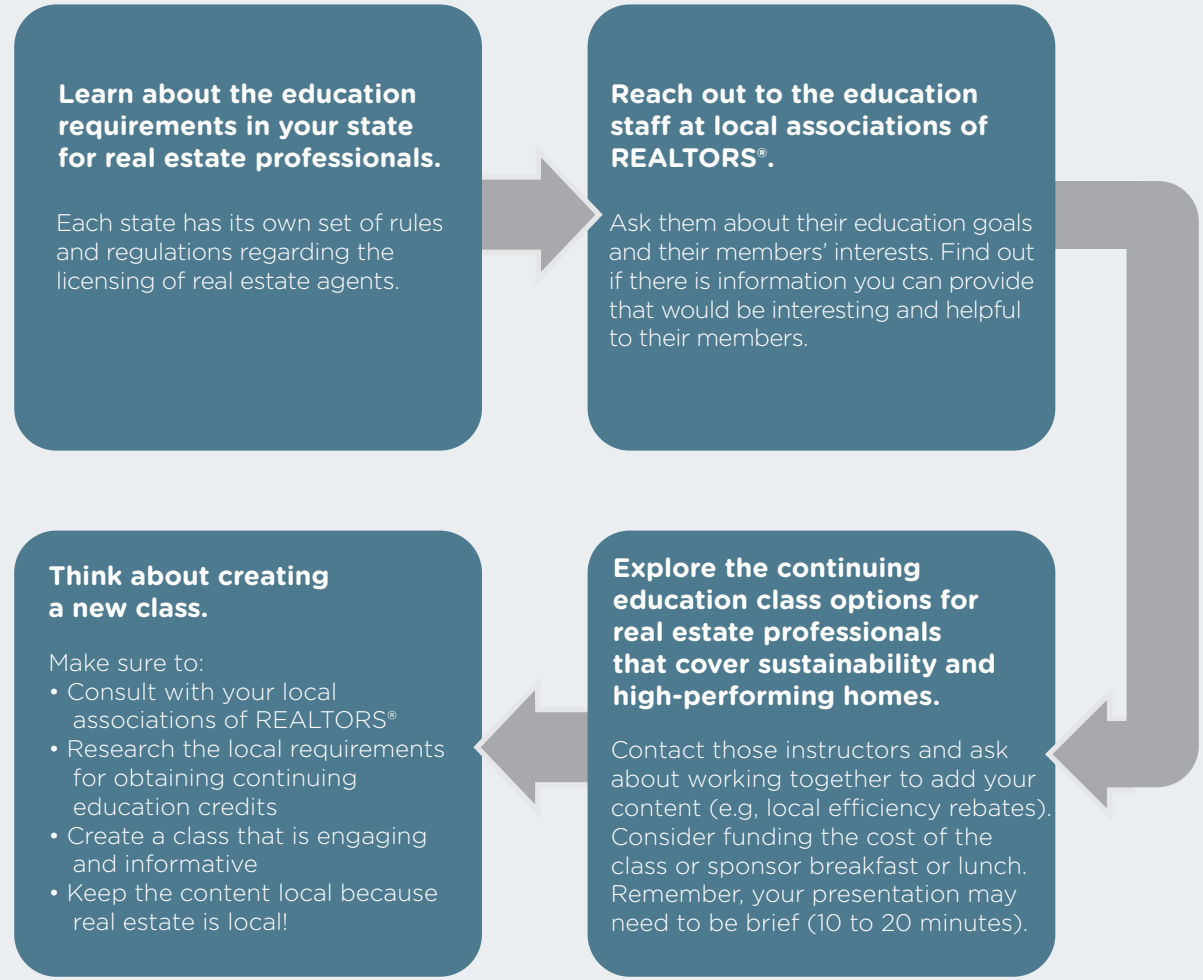 Learn about the education
requirements in your state
for real estate professionals.
Each state has its own set of rules
and regulations regarding the
licensing of real estate agents.
Reach out to the education
staff at local associations of
REALTORS®.
Ask them about their education goals
and their members' interests. Find out
if there is information you can provide
that would be interesting and helpful
to their members.
Explore the continuing
education class options for
real estate professionals
that cover sustainability and
high-performing homes.
Contact those instructors and ask
about working together to add your
content (e.g, local efficiency rebates).
Consider funding the cost of the
class or sponsor breakfast or lunch.
Remember, your presentation may
need to be brief (10 to 20 minutes).
Think about creating
a new class.
Make sure to:
• Consult with your local
associations of REALTORS®
• Research the local requirements
for obtaining continuing
education credits
• Create a class that is engaging
and informative
• Keep the content local because
real estate is local!